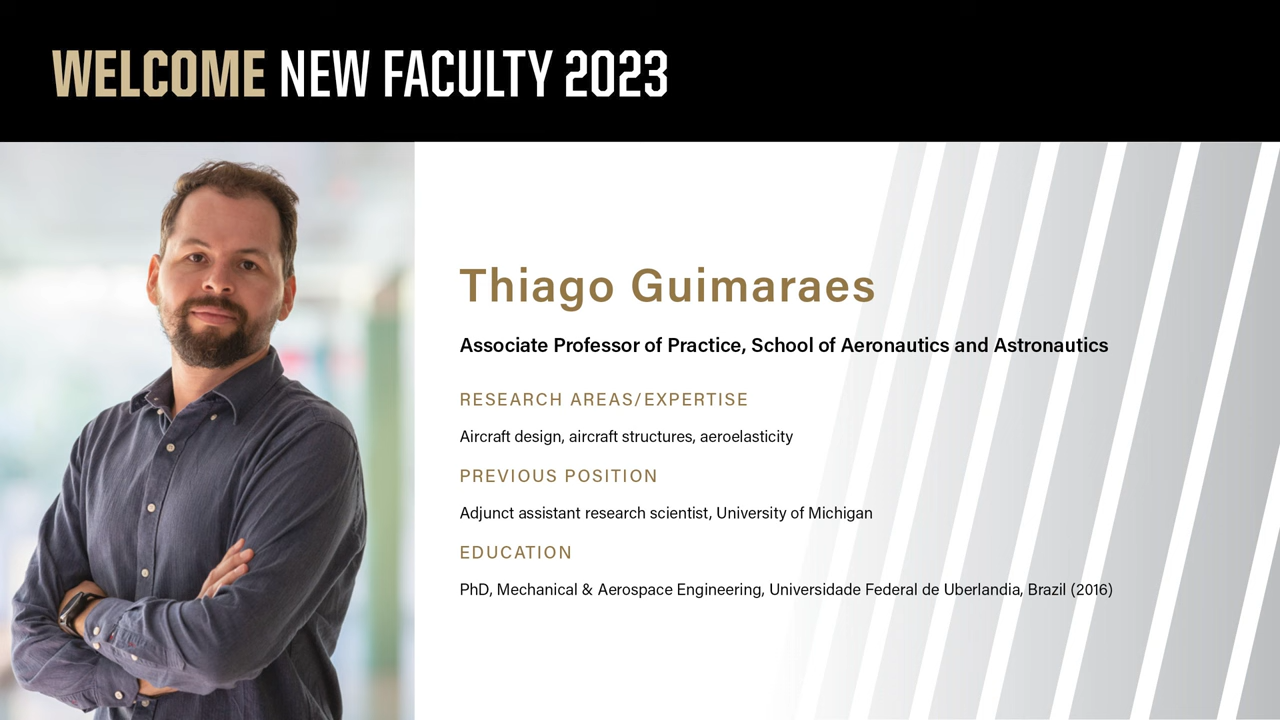 WELCOME NEW FACULTY 2023
Thiago Guimaraes
Associate Professor of Practice, School of Aeronautics and Astronautics
RESEARCH AREAS/EXPERTISE
Aircraft design, aircraft structures, aeroelasticity
PREVIOUS POSITION
Adjunct assistant research scientist, University of Michigan
EDUCATION
PhD, Mechanical & Aerospace Engineering, Universidade Federal de Uberlandia, Brazil (2016)